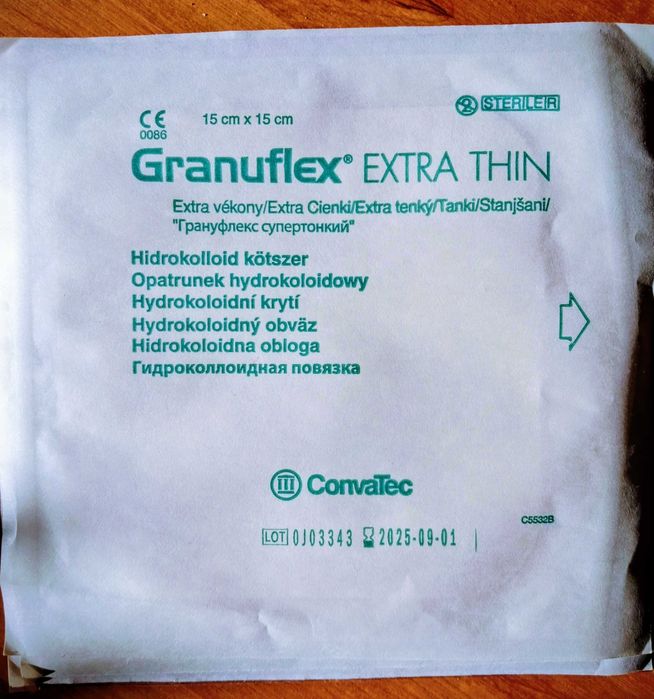 STERILE R
CE
0086
15 cm x 15 cm
Granuflex® EXTRA THIN
Extra vékony/Extra Cienki/Extra tenký/Tanki/Stanjšani/
"Грануфлекс супертонкий"
Hidrokolloid kötszer
Opatrunek hydrokoloidowy
Hydrokoloidní krytí
Hydrokoloidný obväz
Hidrokoloidna obloga
Гидроколлоидная повязка
ConvaTec
C5532B
LOT 0J03343 2025-09-01